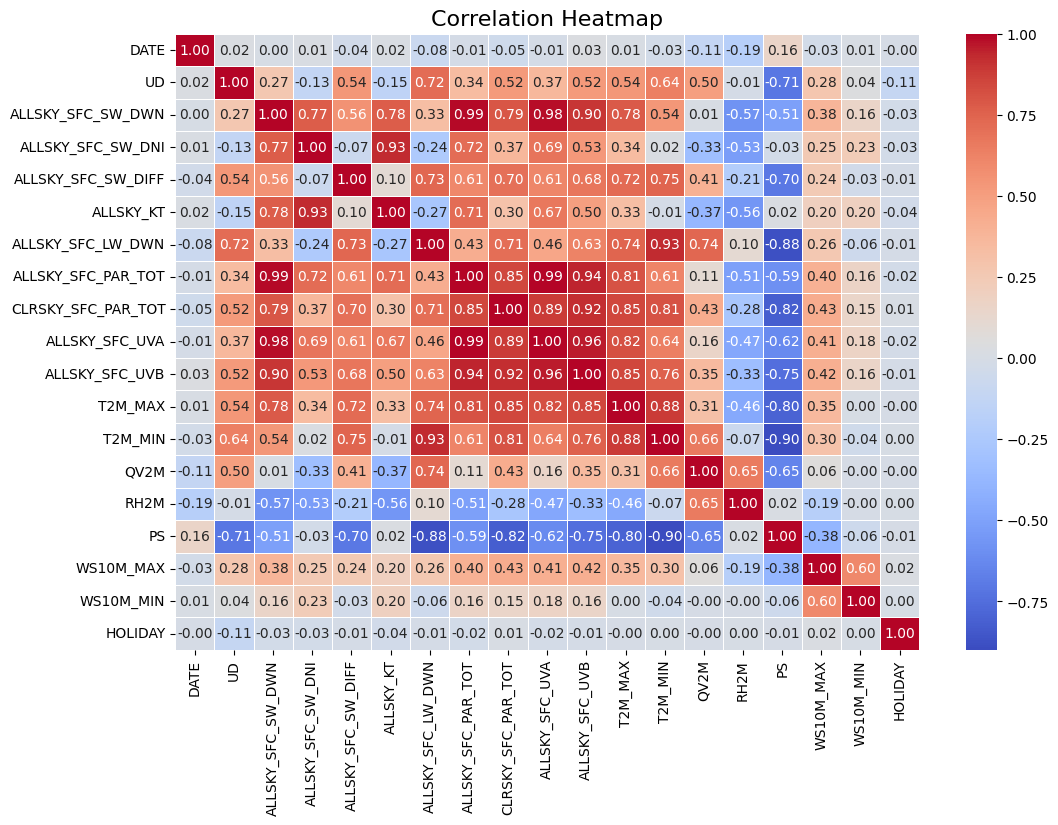 Correlation Heatmap
DATE 1.00 0.02 0.00 0.01 -0.04 0.02 -0.08 -0.01 -0.05 -0.01 0.03 0.01 -0.03 -0.11 -0.19 0.16 -0.03 0.01 -0.00
UD 0.02 1.00 0.27 -0.13 0.54 -0.15 0.72 0.34 0.52 0.37 0.52 0.54 0.64 0.50 -0.01 -0.71 0.28 0.04 -0.11
ALLSKY_SFC_SW_DWN 0.00 0.27 1.00 0.77 0.56 0.78 0.33 0.99 0.79 0.98 0.90 0.78 0.54 0.01 -0.57 -0.51 0.38 0.16 -0.03
ALLSKY_SFC_SW_DNI 0.01 -0.13 0.77 1.00 -0.07 0.93 -0.24 0.72 0.37 0.69 0.53 0.34 0.02 -0.33 -0.53 -0.03 0.25 0.23 -0.03
ALLSKY_SFC_SW_DIFF -0.04 0.54 0.56 -0.07 1.00 0.10 0.73 0.61 0.70 0.61 0.68 0.72 0.75 0.41 -0.21 -0.70 0.24 -0.03 -0.01
ALLSKY_KT 0.02 -0.15 0.78 0.93 0.10 1.00 -0.27 0.71 0.30 0.67 0.50 0.33 -0.01 -0.37 -0.56 0.02 0.20 0.20 -0.04
ALLSKY_SFC_LW_DWN -0.08 0.72 0.33 -0.24 0.73 -0.27 1.00 0.43 0.71 0.46 0.63 0.74 0.93 0.74 0.10 -0.88 0.26 -0.06 -0.01
ALLSKY_SFC_PAR_TOT -0.01 0.34 0.99 0.72 0.61 0.71 0.43 1.00 0.85 0.99 0.94 0.81 0.61 0.11 -0.51 -0.59 0.40 0.16 -0.02
CLRSKY_SFC_PAR_TOT -0.05 0.52 0.79 0.37 0.70 0.30 0.71 0.85 1.00 0.89 0.92 0.85 0.81 0.43 -0.28 -0.82 0.43 0.15 0.01
ALLSKY_SFC_UVA -0.01 0.37 0.98 0.69 0.61 0.67 0.46 0.99 0.89 1.00 0.96 0.82 0.64 0.16 -0.47 -0.62 0.41 0.18 -0.02
ALLSKY_SFC_UVB 0.03 0.52 0.90 0.53 0.68 0.50 0.63 0.94 0.92 0.96 1.00 0.85 0.76 0.35 -0.33 -0.75 0.42 0.16 -0.01
T2M_MAX 0.01 0.54 0.78 0.34 0.72 0.33 0.74 0.81 0.85 0.82 0.85 1.00 0.88 0.31 -0.46 -0.80 0.35 0.00 -0.00
T2M_MIN -0.03 0.64 0.54 0.02 0.75 -0.01 0.93 0.61 0.81 0.64 0.76 0.88 1.00 0.66 -0.07 -0.90 0.30 -0.04 0.00
QV2M -0.11 0.50 0.01 -0.33 0.41 -0.37 0.74 0.11 0.43 0.16 0.35 0.31 0.66 1.00 0.65 -0.65 0.06 -0.00 -0.00
RH2M -0.19 -0.01 -0.57 -0.53 -0.21 -0.56 0.10 -0.51 -0.28 -0.47 -0.33 -0.46 -0.07 0.65 1.00 0.02 -0.19 -0.00 0.00
PS 0.16 -0.71 -0.51 -0.03 -0.70 0.02 -0.88 -0.59 -0.82 -0.62 -0.75 -0.80 -0.90 -0.65 0.02 1.00 -0.38 -0.06 -0.01
WS10M_MAX -0.03 0.28 0.38 0.25 0.24 0.20 0.26 0.40 0.43 0.41 0.42 0.35 0.30 0.06 -0.19 -0.38 1.00 0.60 0.02
WS10M_MIN 0.01 0.04 0.16 0.23 -0.03 0.20 -0.06 0.16 0.15 0.18 0.16 0.00 -0.04 -0.00 -0.00 -0.06 0.60 1.00 0.00
HOLIDAY -0.00 -0.11 -0.03 -0.03 -0.01 -0.04 -0.01 -0.02 0.01 -0.02 -0.01 -0.00 0.00 -0.00 0.00 -0.01 0.02 0.00 1.00
DATE
UD
ALLSKY_SFC_SW_DWN
ALLSKY_SFC_SW_DNI
ALLSKY_SFC_SW_DIFF
ALLSKY_KT
ALLSKY_SFC_LW_DWN
ALLSKY_SFC_PAR_TOT
CLRSKY_SFC_PAR_TOT
ALLSKY_SFC_UVA
ALLSKY_SFC_UVB
T2M_MAX
T2M_MIN
QV2M
RH2M
PS
WS10M_MAX
WS10M_MIN
HOLIDAY
1.00
0.75
0.50
0.25
0.00
−0.25
−0.50
−0.75